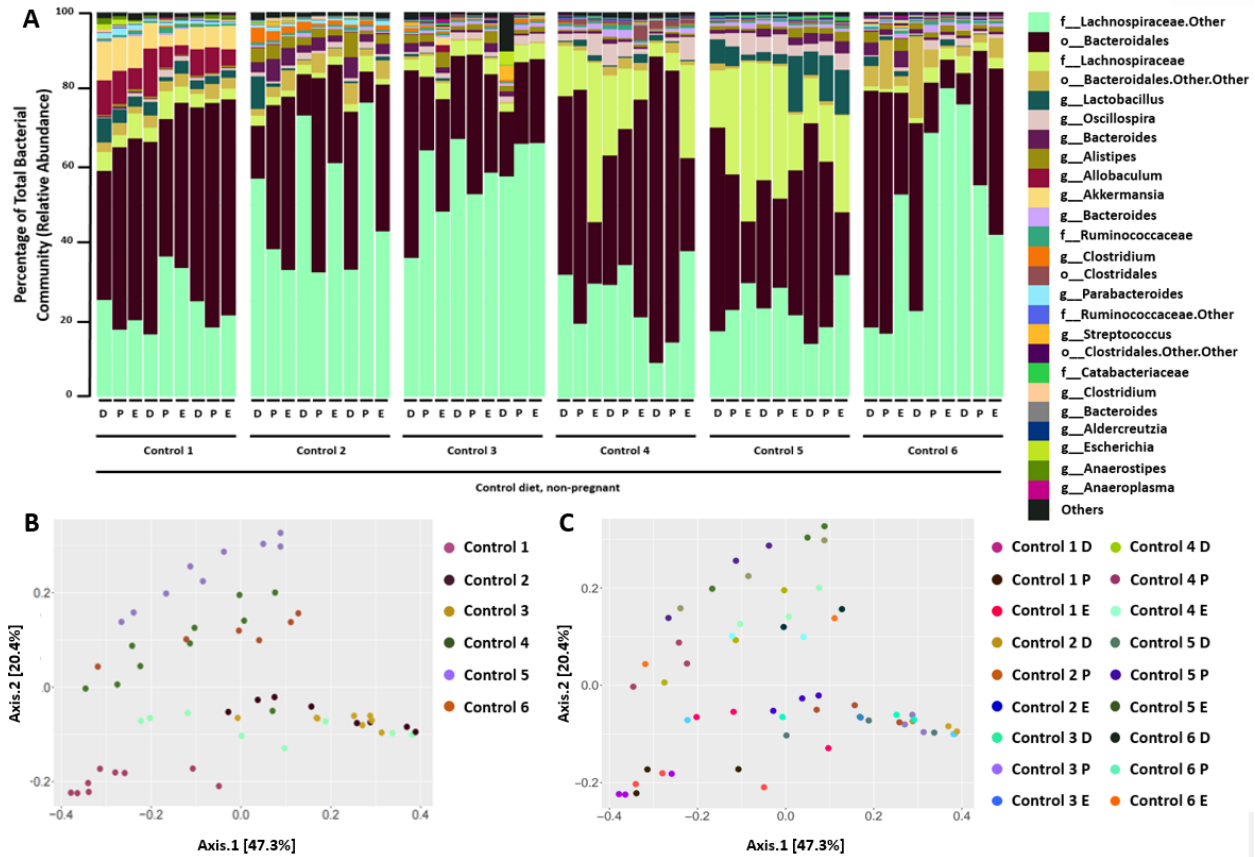 A
Percentage of Total Bacterial
Community (Relative Abundance)
100
80
60
40
20
0
D P E D P E D P E
D P E D P E D P E
D P E D P E D P E
D P E D P E D P E
D P E D P E D P E
D P E D P E D P E
Control 1
Control 2
Control 3
Control 4
Control 5
Control 6
Control diet, non-pregnant
f__Lachnospiraceae.Other
o__Bacteroidales
f__Lachnospiraceae
o__Bacteroidales.Other.Other
g__Lactobacillus
g__Oscillospira
g__Bacteroides
g__Alistipes
g__Allobaculum
g__Akkermansia
g__Bacteroides
f__Ruminococcaceae
g__Clostridium
o__Clostridales
g__Parabacteroides
f__Ruminococcaceae.Other
g__Streptococcus
o__Clostridales.Other.Other
f__Catabacteriaceae
g__Clostridium
g__Bacteroides
g__Aldercreutzia
g__Escherichia
g__Anaerostipes
g__Anaeroplasma
Others
B
Axis.2 [20.4%]
0.2
0.0
-0.2
−0.4
−0.2
0.0
0.2
0.4
Axis.1 [47.3%]
Control 1
Control 2
Control 3
Control 4
Control 5
Control 6
C
Axis.2 [20.4%]
0.2
0.0
−0.2
−0.4
−0.2
0.0
0.2
0.4
Axis.1 [47.3%]
Control 1 D
Control 1 P
Control 1 E
Control 2 D
Control 2 P
Control 2 E
Control 3 D
Control 3 P
Control 3 E
Control 4 D
Control 4 P
Control 4 E
Control 5 D
Control 5 P
Control 5 E
Control 6 D
Control 6 P
Control 6 E